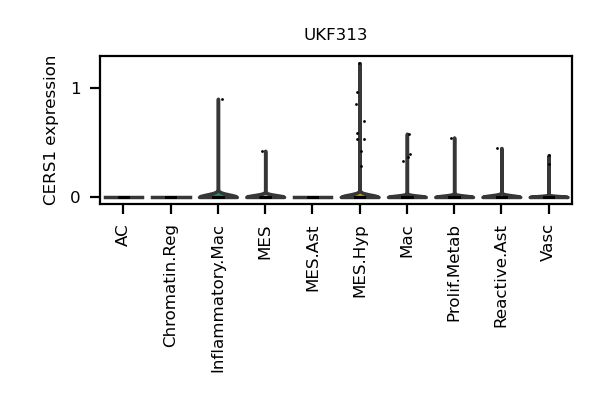 UKF313
CERS1 expression
1
0
AC
Chromatin.Reg
Inflammatory.Mac
MES
MES.Ast
MES.Hyp
Mac
Prolif.Metab
Reactive.Ast
Vasc